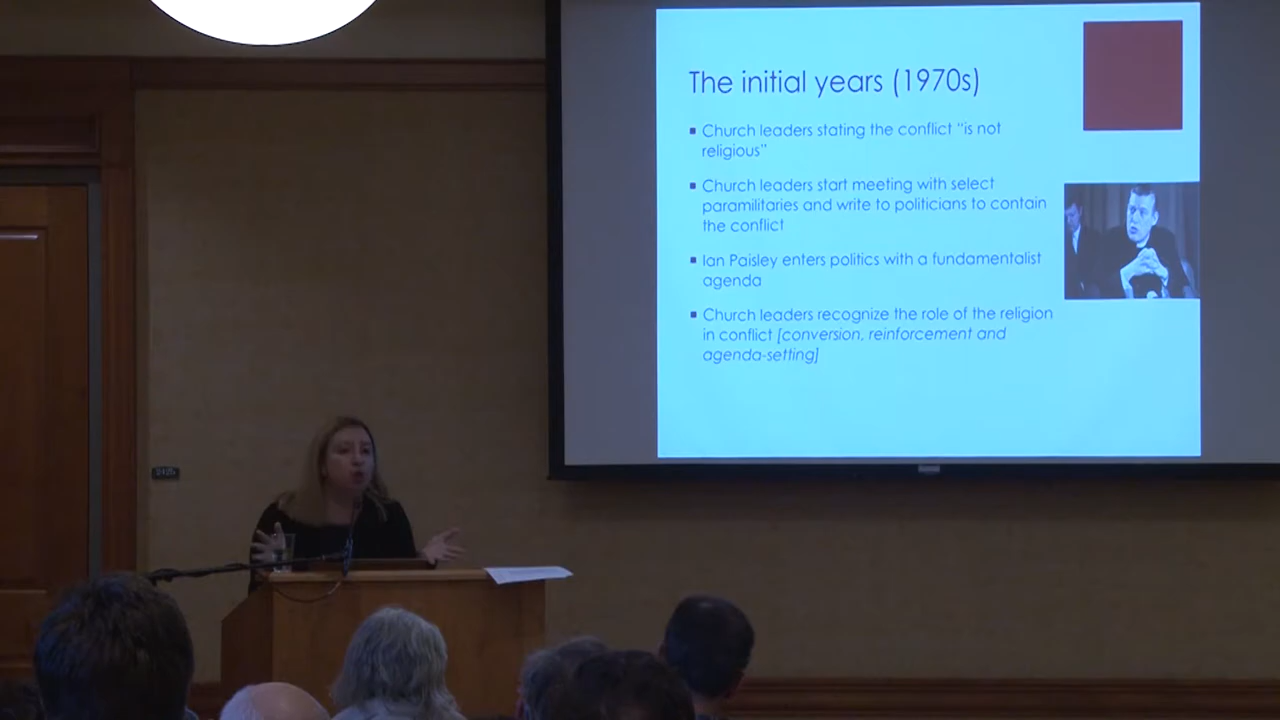 The initial years (1970s)
Church leaders stating the conflict "is not
religious"
Church leaders start meeting with select
paramilitaries and write to politicians to contain
the conflict
Ian Paisley enters politics with a fundamentalist
agenda
Church leaders recognize the role of the religion
in conflict [conversion, reinforcement and
agenda-setting]